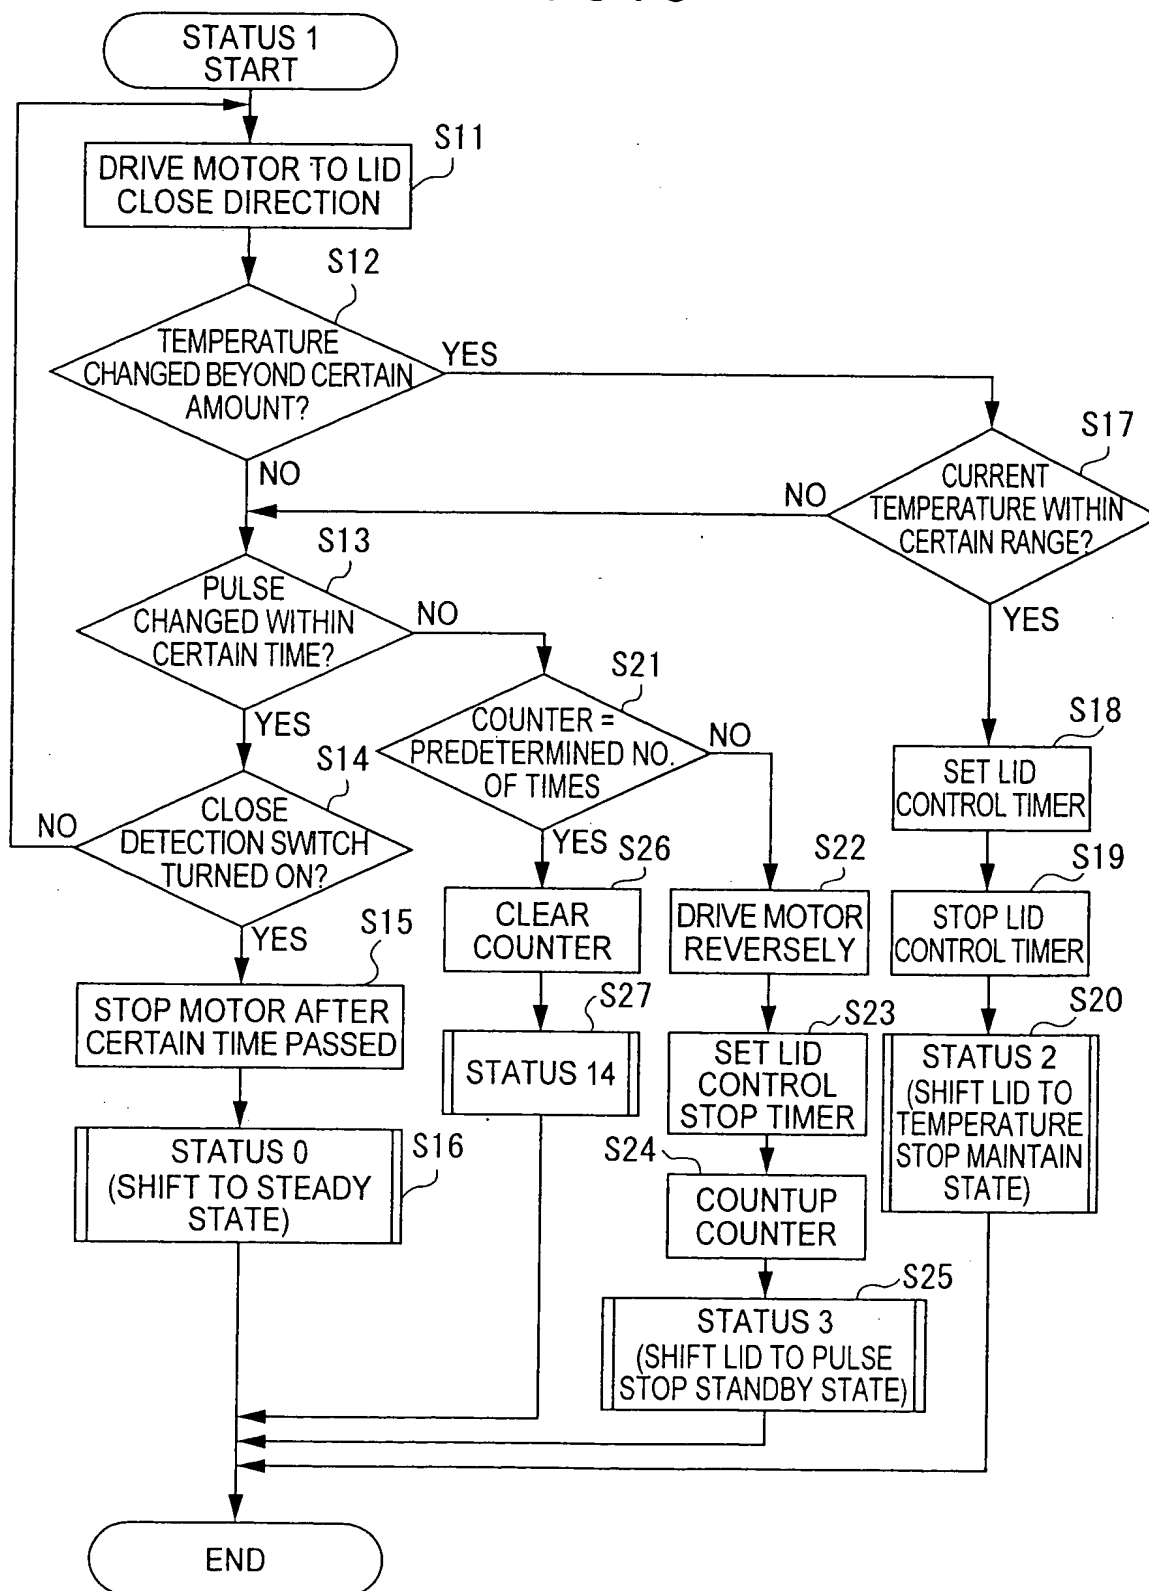 STATUS 1
START
S11
DRIVE MOTOR TO LID
CLOSE DIRECTION
S12
TEMPERATURE
CHANGED BEYOND CERTAIN
AMOUNT?
YES
NO
S17
CURRENT
TEMPERATURE WITHIN
CERTAIN RANGE?
NO
YES
S13
PULSE
CHANGED WITHIN
CERTAIN TIME?
NO
YES
S21
COUNTER =
PREDETERMINED NO.
OF TIMES
NO
YES
S14
CLOSE
DETECTION SWITCH
TURNED ON?
NO
YES
S18
SET LID
CONTROL TIMER
S19
STOP LID
CONTROL TIMER
S26
CLEAR
COUNTER
S22
DRIVE MOTOR
REVERSELY
S15
STOP MOTOR AFTER
CERTAIN TIME PASSED
S27
STATUS 14
S23
SET LID
CONTROL
STOP TIMER
S20
STATUS 2
(SHIFT LID TO
TEMPERATURE
STOP MAINTAIN
STATE)
S16
STATUS 0
(SHIFT TO STEADY
STATE)
S24
COUNTUP
COUNTER
S25
STATUS 3
(SHIFT LID TO PULSE
STOP STANDBY STATE)
END